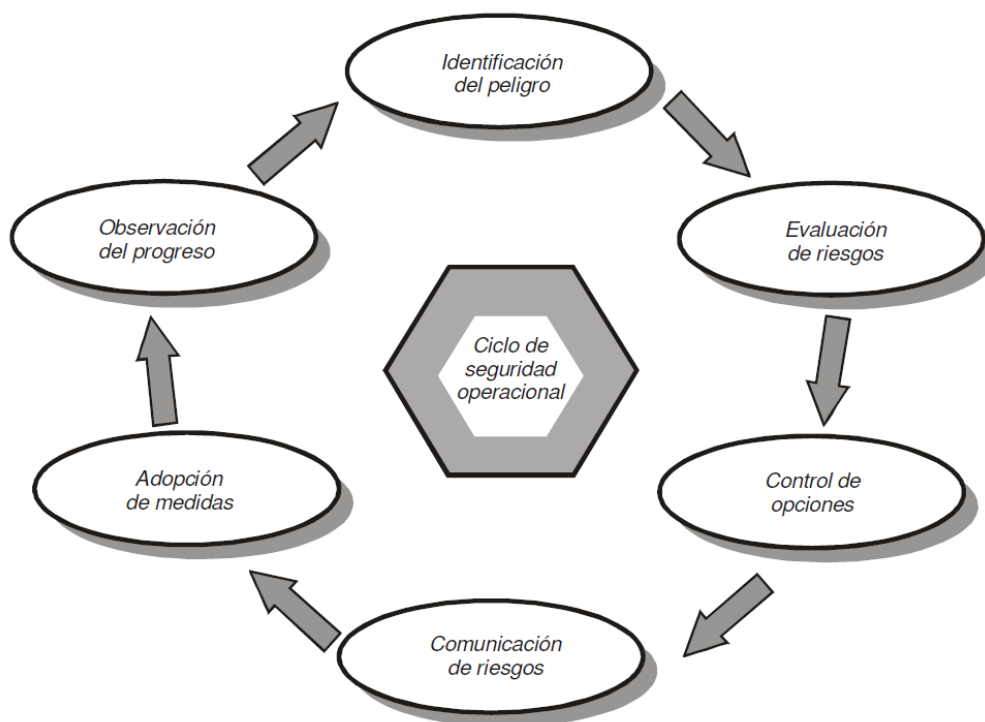 Identificación
del peligro
Evaluación
de riesgos
Control de
opciones
Comunicación
de riesgos
Adopción
de medidas
Observación
del progreso
Ciclo de
seguridad
operacional